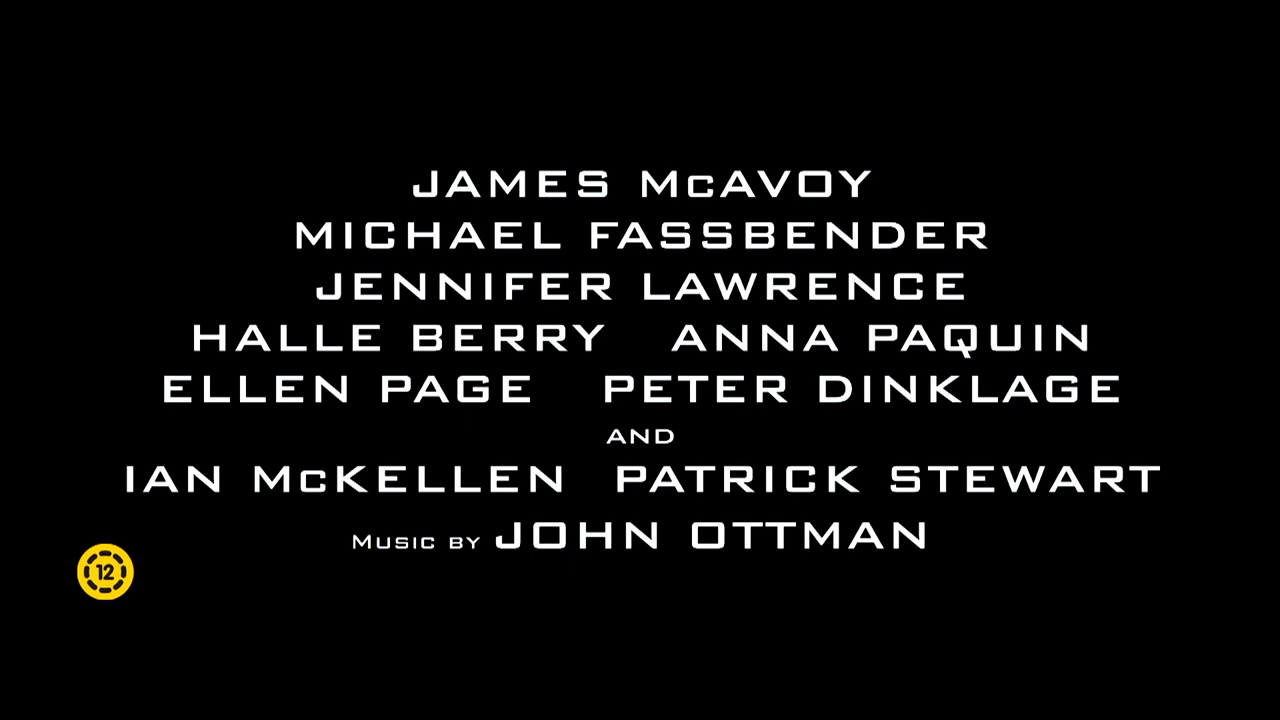 JAMES McAVOY
MICHAEL FASSBENDER
JENNIFER LAWRENCE
HALLE BERRY ANNA PAQUIN
ELLEN PAGE PETER DINKLAGE
AND
IAN McKELLEN PATRICK STEWART
MUSIC BY JOHN OTTMAN
12